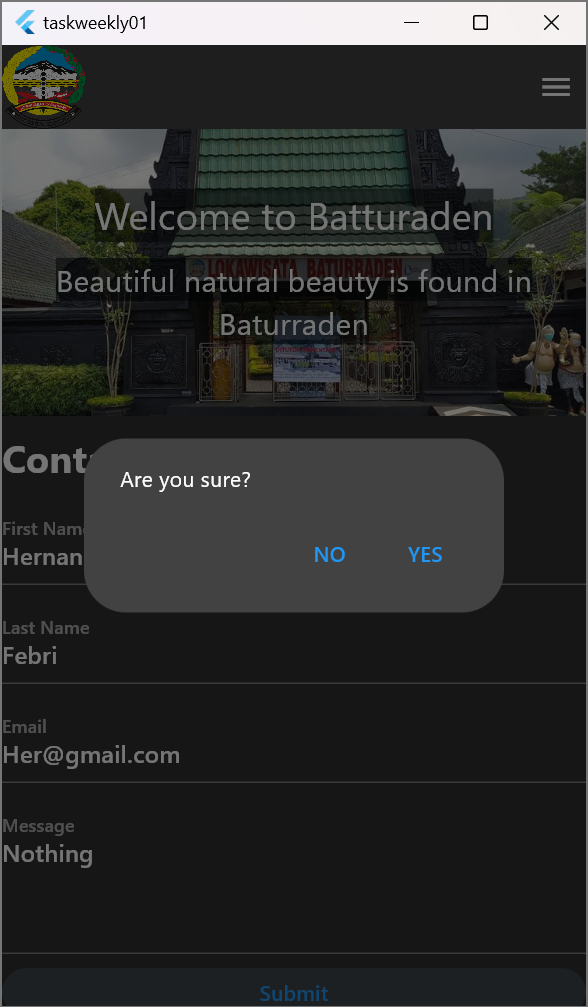 taskweekly01
Welcome to Batturaden
LOKAWISATA BATURRADEN
Beautiful natural beauty is found in
Baturraden
Cont
Are you sure?
NO YES
First Name
Hernan
Last Name
Febri
Email
Her@gmail.com
Message
Nothing
Submit